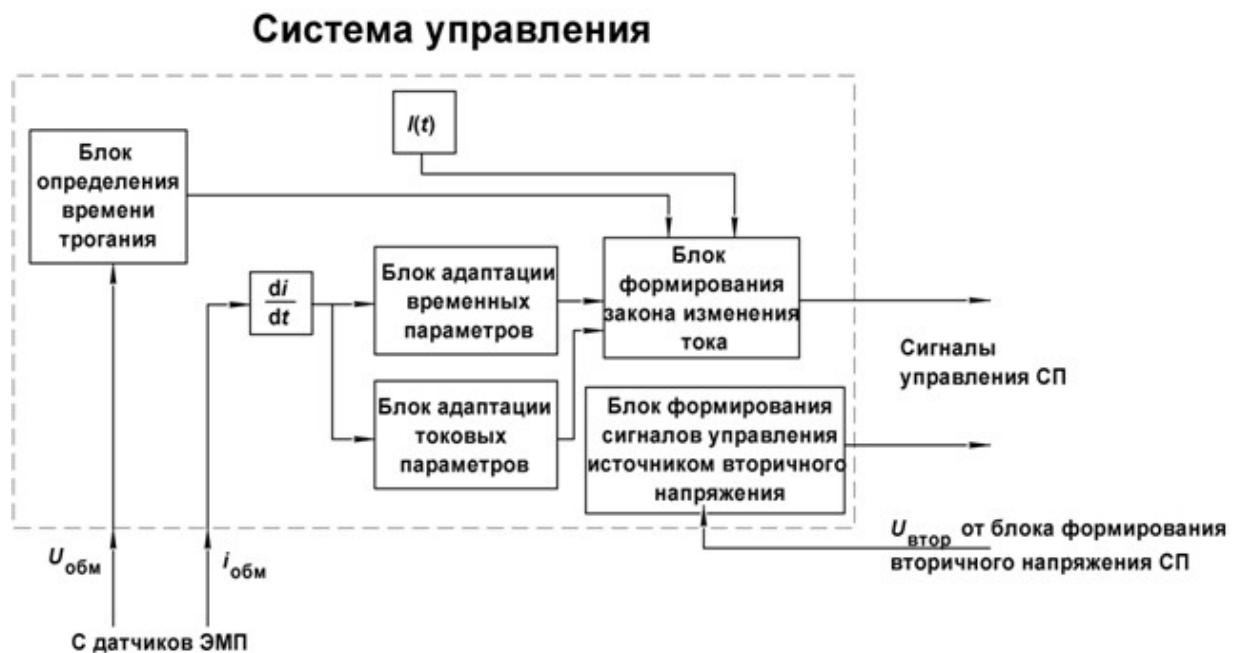 Система управления
I(t)
Блок
определения
времени
трогания
di
dt
Блок адаптации
временных
параметров
Блок
формирования
закона изменения
тока
Блок адаптации
токовых
параметров
Блок формирования
сигналов управления
источником вторичного
напряжения
Сигналы
управления СП
Uобм
iобм
Uвтор от блока формирования
вторичного напряжения СП
С датчиков ЭМП